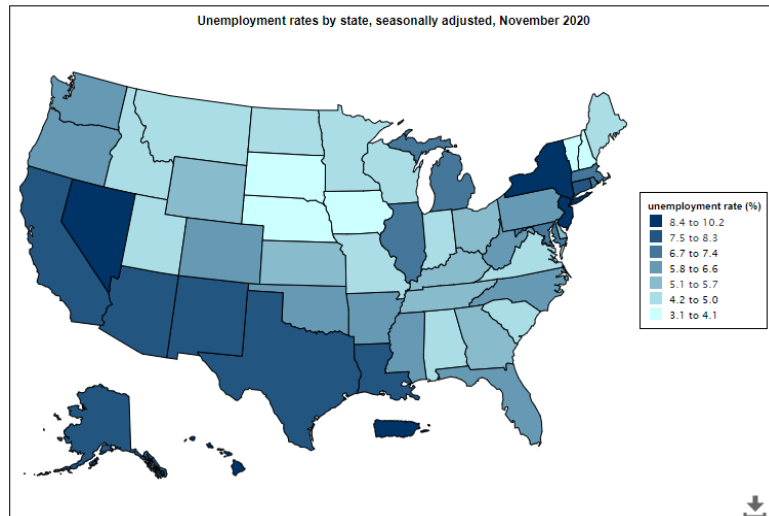 Unemployment rates by state, seasonally adjusted, November 2020
unemployment rate (%)
8.4 to 10.2
7.5 to 8.3
6.7 to 7.4
5.8 to 6.6
5.1 to 5.7
4.2 to 5.0
3.1 to 4.1